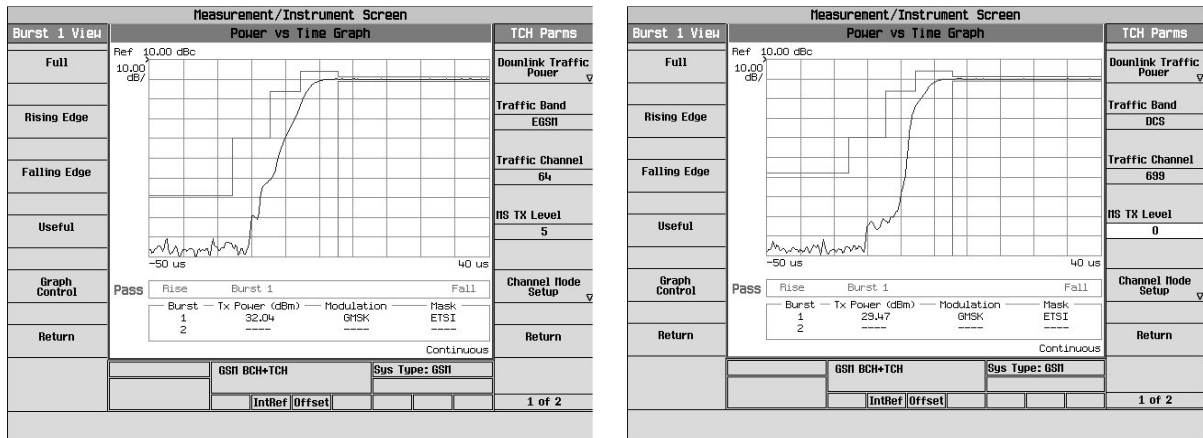 Measurement/Instrument Screen
Burst 1 View
Power vs Time Graph
TCH Parms
Full
Rising Edge
Falling Edge
Useful
Graph
Control
Return
Ref 10.00 dBc
10.00
dB/
-50 us
40 us
Pass
Rise
Burst 1
Fall
Burst
Tx Power (dBm)
Modulation
Mask
1
32.04
GMSK
ETSI
2
----
----
----
Continuous
Downlink Traffic
Power
Traffic Band
EGSM
Traffic Channel
64
MS TX Level
5
Channel Mode
Setup
Return
GSM BCH+TCH
Sys Type: GSM
IntRef
Offset
1 of 2
Measurement/Instrument Screen
Burst 1 View
Power vs Time Graph
TCH Parms
Full
Rising Edge
Falling Edge
Useful
Graph
Control
Return
Ref 10.00 dBc
10.00
dB/
-50 us
40 us
Pass
Rise
Burst 1
Fall
Burst
Tx Power (dBm)
Modulation
Mask
1
29.47
GMSK
ETSI
2
----
----
----
Continuous
Downlink Traffic
Power
Traffic Band
DCS
Traffic Channel
699
MS TX Level
0
Channel Mode
Setup
Return
GSM BCH+TCH
Sys Type: GSM
IntRef
Offset
1 of 2